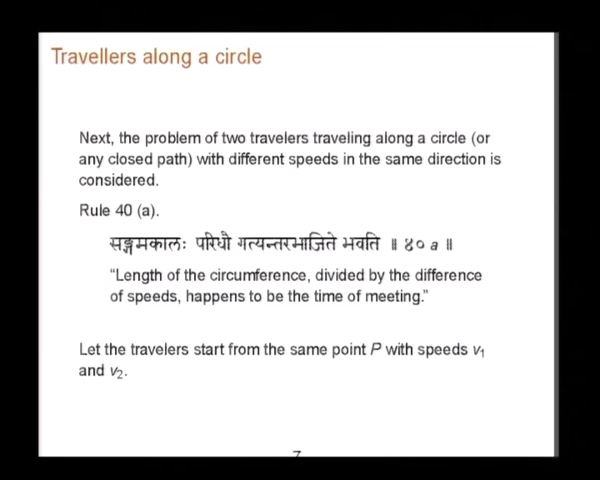 Travellers along a circle
Next, the problem of two travelers traveling along a circle (or
any closed path) with different speeds in the same direction is
considered.
Rule 40 (a).
सङ्गमकालः परिधौ गत्यन्तरभाजिते भवति ॥ ४० a ॥
“Length of the circumference, divided by the difference
of speeds, happens to be the time of meeting.”
Let the travelers start from the same point P with speeds v₁
and v₂.
7